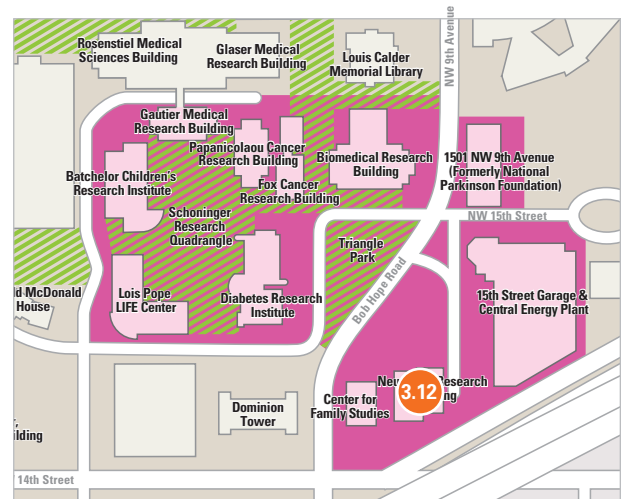 Rosenstiel Medical
Sciences Building
Glaser Medical
Research Building
Louis Calder
Memorial Library
NW 9th Avenue
Gautier Medical
Research Building
Papanicolaou Cancer
Research Building
Biomedical Research
Building
1501 NW 9th Avenue
(Formerly National
Parkinson Foundation)
Batchelor Children's
Research Institute
Fox Cancer
Research Building
Schoninger
Research
Quadrangle
NW 15th Street
Triangle
Park
Bob Hope Road
ld McDonald
House
Lois Pope
LIFE Center
Diabetes Research
Institute
15th Street Garage &
Central Energy Plant
Research
3.12
ng
Center for
Family Studies
Dominion
Tower
ilding
14th Street